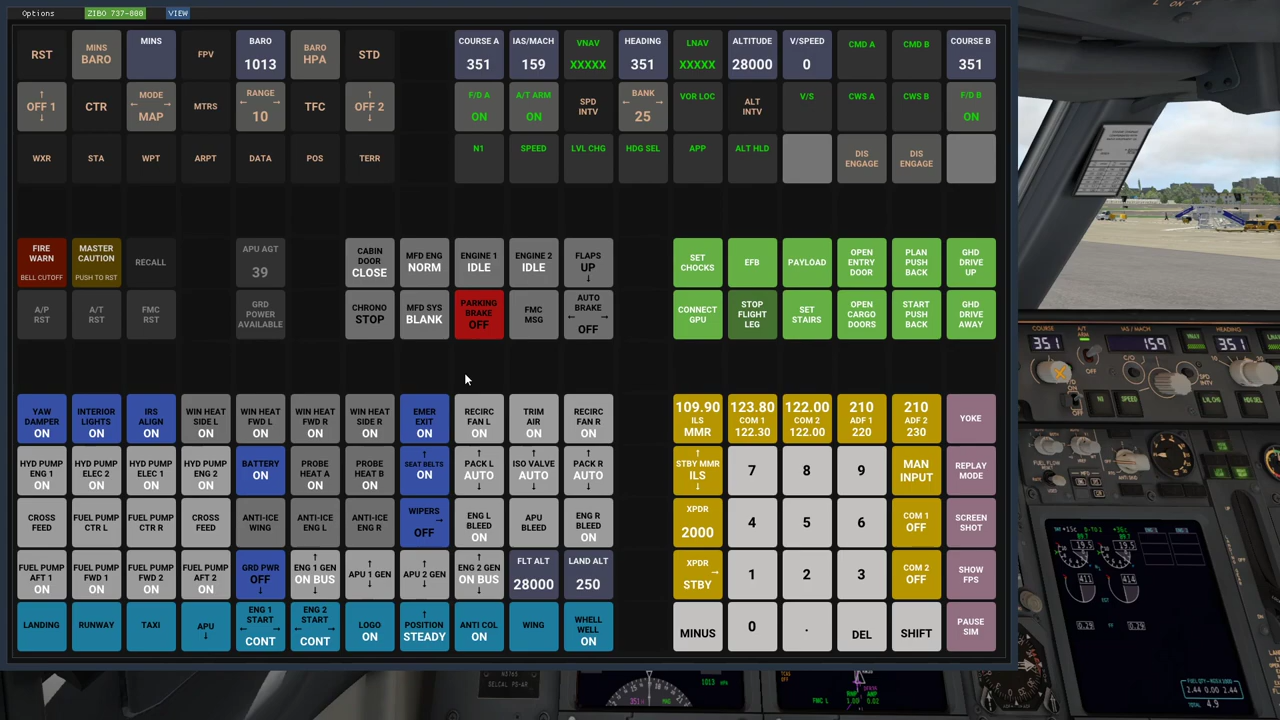 Options ZIBO 737-800 VIEW
RST MINS BARO MINS FPV BARO 1013 BARO HPA STD COURSE A 351 IAS/MACH 159 VNAV XXXXX HEADING 351 LNAV XXXXX ALTITUDE 28000 V/SPEED 0 CMD A CMD B COURSE B 351
↑ OFF 1 ↓ CTR MODE ← → MAP MTRS RANGE ← → 10 TFC ↑ OFF 2 ↓ F/D A ON A/T ARM ON SPD INTV BANK ← → 25 VOR LOC ALT INTV V/S CWS A CWS B F/D B ON
WXR STA WPT ARPT DATA POS TERR N1 SPEED LVL CHG HDG SEL APP ALT HLD DIS ENGAGE DIS ENGAGE
FIRE WARN BELL CUTOFF MASTER CAUTION PUSH TO RST RECALL APU AGT 39 CABIN DOOR CLOSE MFD ENG NORM ENGINE 1 IDLE ENGINE 2 IDLE FLAPS UP ↓ SET CHOCKS EFB PAYLOAD OPEN ENTRY DOOR PLAN PUSH BACK GHD DRIVE UP
A/P RST A/T RST FMC RST GRD POWER AVAILABLE CHRONO STOP MFD SYS BLANK PARKING BRAKE OFF FMC MSG AUTO BRAKE ← → OFF CONNECT GPU STOP FLIGHT LEG SET STAIRS OPEN CARGO DOORS START PUSH BACK GHD DRIVE AWAY
YAW DAMPER ON INTERIOR LIGHTS ON IRS ALIGN ON WIN HEAT SIDE L ON WIN HEAT FWD L ON WIN HEAT FWD R ON WIN HEAT SIDE R ON EMER EXIT ON RECIRC FAN L ON TRIM AIR ON RECIRC FAN R ON 109.90 ILS MMR 123.80 COM 1 122.30 122.00 COM 2 122.00 210 ADF 1 220 210 ADF 2 230 YOKE
HYD PUMP ENG 1 ON HYD PUMP ELEC 2 ON HYD PUMP ELEC 1 ON HYD PUMP ENG 2 ON BATTERY ON PROBE HEAT A ON PROBE HEAT B ON ↑ SEAT BELTS ON ↑ PACK L AUTO ↓ ↑ ISO VALVE AUTO ↓ ↑ PACK R AUTO ↓ ↑ STBY MMR ILS ↓ 7 8 9 MAN INPUT REPLAY MODE
CROSS FEED FUEL PUMP CTR L FUEL PUMP CTR R CROSS FEED ANTI-ICE WING ANTI-ICE ENG L ANTI-ICE ENG R WIPERS → OFF ENG L BLEED ON APU BLEED ENG R BLEED ON XPDR 2000 4 5 6 COM 1 OFF SCREEN SHOT
FUEL PUMP AFT 1 ON FUEL PUMP FWD 1 ON FUEL PUMP FWD 2 ON FUEL PUMP AFT 2 ON GRD PWR OFF ↓ ↑ ENG 1 GEN ON BUS ↓ ↑ APU 1 GEN ↓ ↑ APU 2 GEN ↓ ↑ ENG 2 GEN ON BUS ↓ FLT ALT 28000 LAND ALT 250 XPDR → STBY 1 2 3 COM 2 OFF SHOW FPS
LANDING RUNWAY TAXI APU ↓ ENG 1 START ← → CONT ENG 2 START ← → CONT LOGO ON ↑ POSITION STEADY ANTI COL ON WING WHELL WELL ON MINUS 0 . DEL SHIFT PAUSE SIM
COURSE A/T ARM IAS/MACH HEADING
351 159 351
C/O SPD INTV
N1 SPEED
1013 HPA
FMC L
TOTAL 4.9